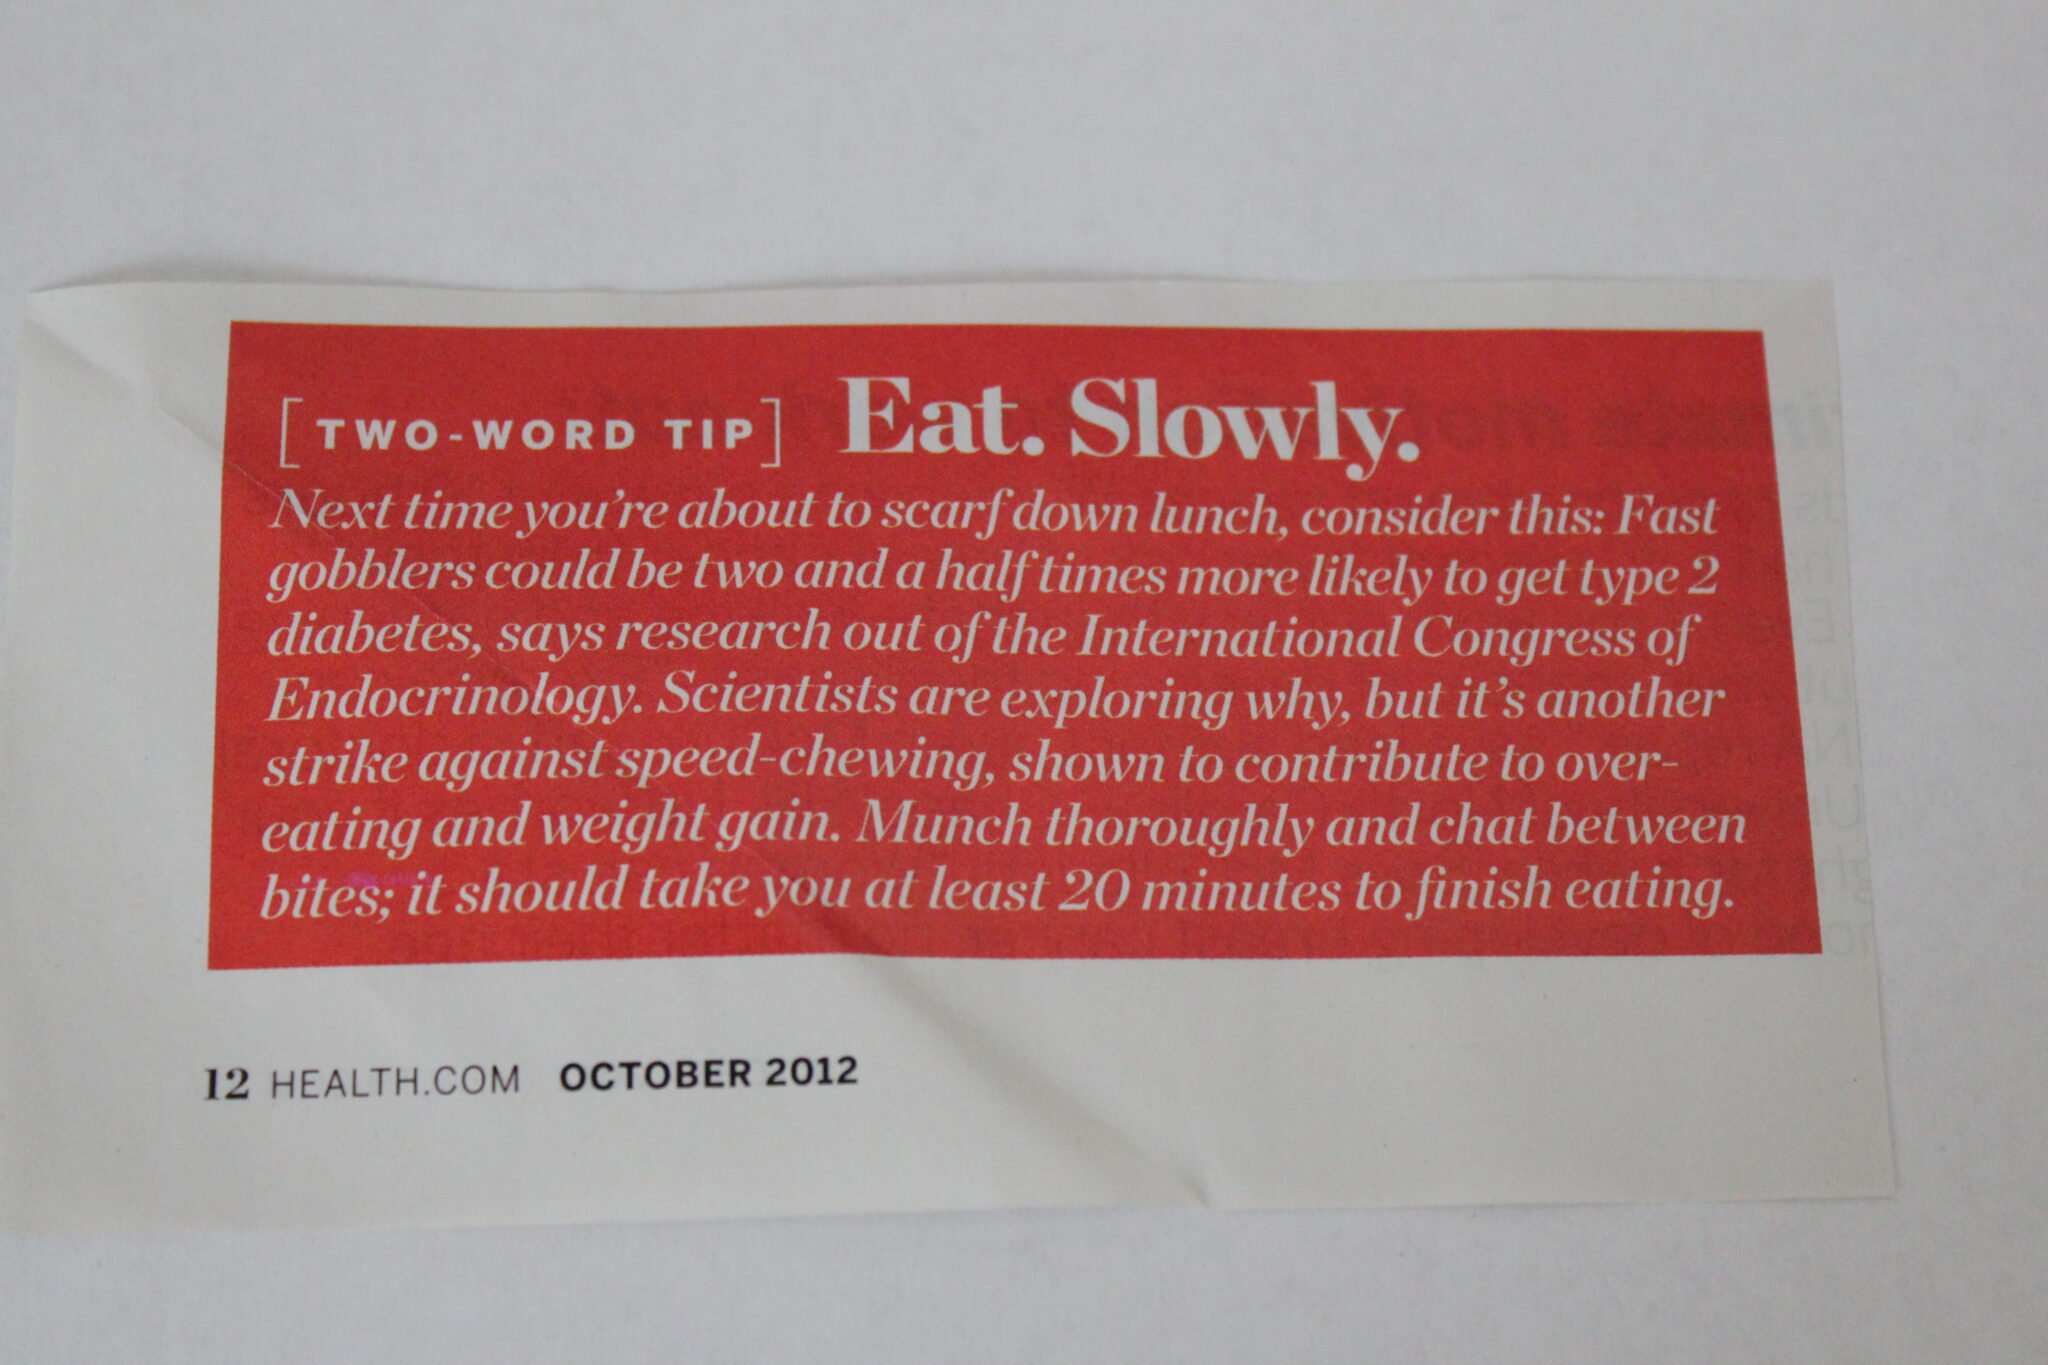 [TWO-WORD TIP] Eat. Slowly.
Next time you're about to scarf down lunch, consider this: Fast
gobblers could be two and a half times more likely to get type 2
diabetes, says research out of the International Congress of
Endocrinology. Scientists are exploring why, but it's another
strike against speed-chewing, shown to contribute to over-
eating and weight gain. Munch thoroughly and chat between
bites; it should take you at least 20 minutes to finish eating.
12 HEALTH.COM OCTOBER 2012